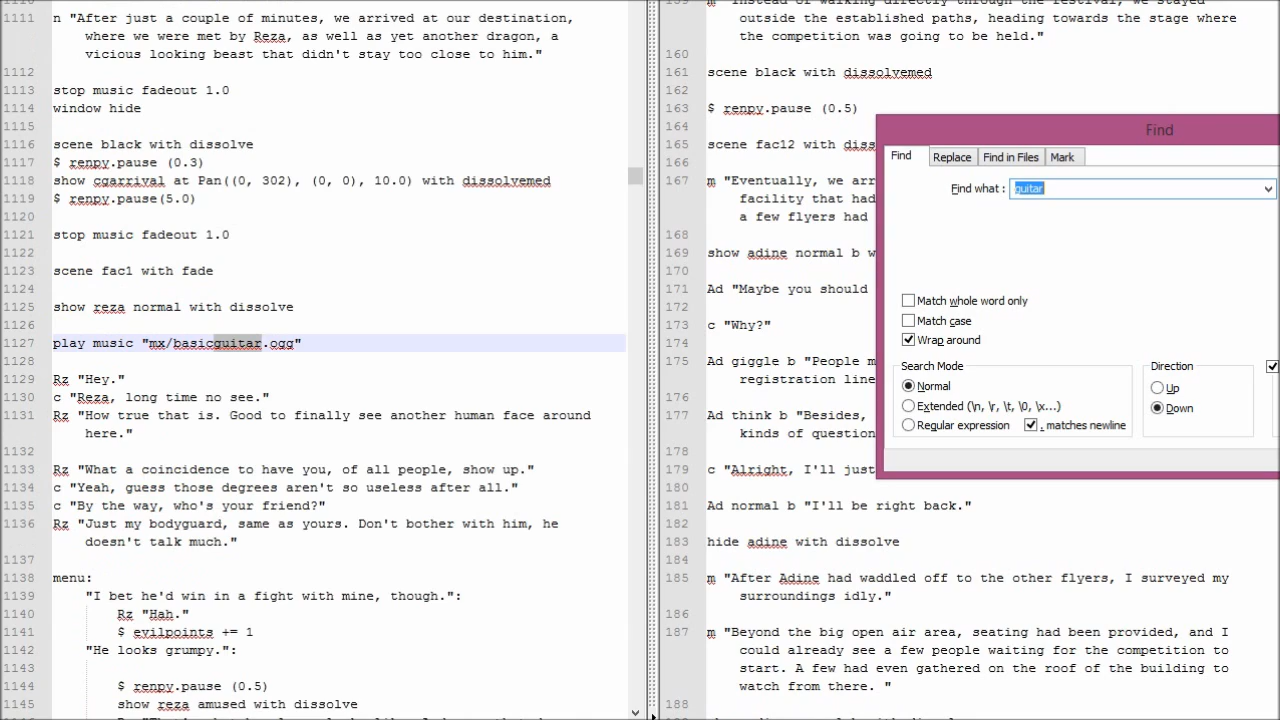 1111 n "After just a couple of minutes, we arrived at our destination,
where we were met by Reza, as well as yet another dragon, a
vicious looking beast that didn't stay too close to him."
1112
1113 stop music fadeout 1.0
1114 window hide
1115
1116 scene black with dissolve
1117 $ renpy.pause (0.3)
1118 show cgarrival at Pan((0, 302), (0, 0), 10.0) with dissolvemed
1119 $ renpy.pause(5.0)
1120
1121 stop music fadeout 1.0
1122
1123 scene fac1 with fade
1124
1125 show reza normal with dissolve
1126
1127 play music "mx/basicguitar.ogg"
1128
1129 Rz "Hey."
1130 c "Reza, long time no see."
1131 Rz "How true that is. Good to finally see another human face around
here."
1132
1133 Rz "What a coincidence to have you, of all people, show up."
1134 c "Yeah, guess those degrees aren't so useless after all."
1135 c "By the way, who's your friend?"
1136 Rz "Just my bodyguard, same as yours. Don't bother with him, he
doesn't talk much."
1137
1138 menu:
1139 "I bet he'd win in a fight with mine, though.":
1140 Rz "Hah."
1141 $ evilpoints += 1
1142 "He looks grumpy.":
1143
1144 $ renpy.pause (0.5)
1145 show reza amused with dissolve
outside the established paths, heading towards the stage where
the competition was going to be held."
160
161 scene black with dissolvemed
162
163 $ renpy.pause (0.5)
164
165 scene fac12 with diss
166
167 m "Eventually, we arr
facility that had
a few flyers had
168
169 show adine normal b w
170
171 Ad "Maybe you should
172
173 c "Why?"
174
175 Ad giggle b "People m
registration line
176
177 Ad think b "Besides,
kinds of question
178
179 c "Alright, I'll just
180
181 Ad normal b "I'll be right back."
182
183 hide adine with dissolve
184
185 m "After Adine had waddled off to the other flyers, I surveyed my
surroundings idly."
186
187 m "Beyond the big open air area, seating had been provided, and I
could already see a few people waiting for the competition to
start. A few had even gathered on the roof of the building to
watch from there. "
188
Find
Find Replace Find in Files Mark
Find what : guitar
Match whole word only
Match case
Wrap around
Search Mode
Normal
Extended (\n, \r, \t, \0, \x...)
Regular expression . matches newline
Direction
Up
Down